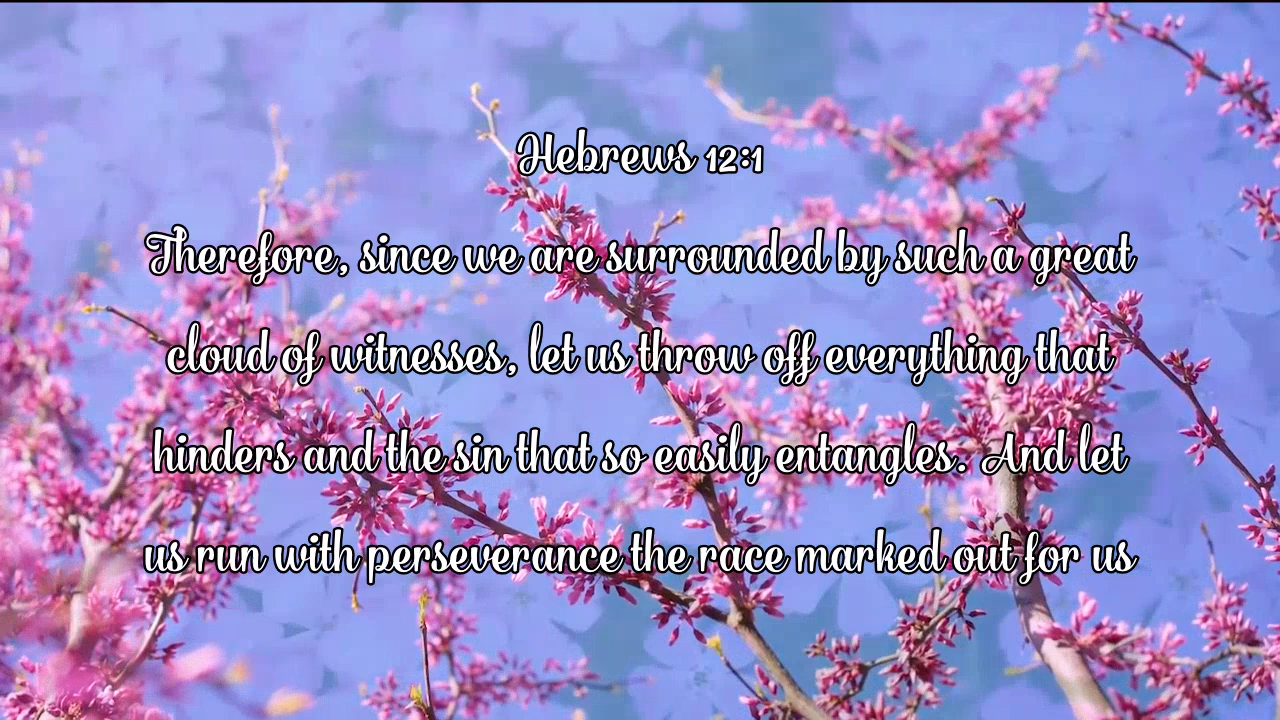 Hebrews 12:1
Therefore, since we are surrounded by such a great
cloud of witnesses, let us throw off everything that
hinders and the sin that so easily entangles. And let
us run with perseverance the race marked out for us